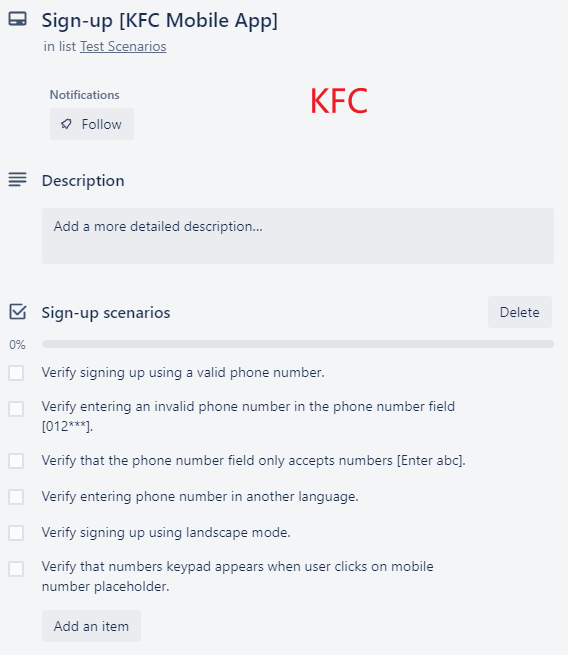 Sign-up [KFC Mobile App]
in list Test Scenarios
Notifications
KFC
Follow
Description
Add a more detailed description...
Sign-up scenarios
Delete
0%
Verify signing up using a valid phone number.
Verify entering an invalid phone number in the phone number field
[012***].
Verify that the phone number field only accepts numbers [Enter abc].
Verify entering phone number in another language.
Verify signing up using landscape mode.
Verify that numbers keypad appears when user clicks on mobile
number placeholder.
Add an item